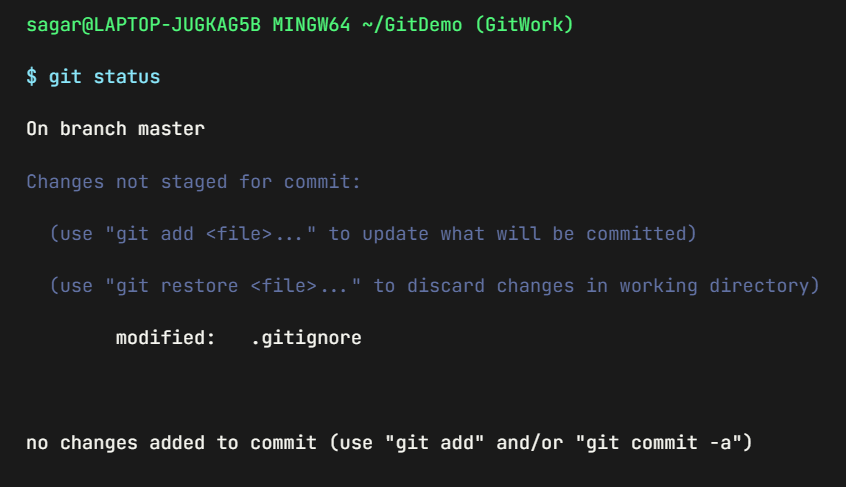 sagar@LAPTOP-JUGKAG5B MINGW64 ~/GitDemo (GitWork)
$ git status
On branch master
Changes not staged for commit:
(use "git add <file>..." to update what will be committed)
(use "git restore <file>..." to discard changes in working directory)
modified: .gitignore
no changes added to commit (use "git add" and/or "git commit -a")